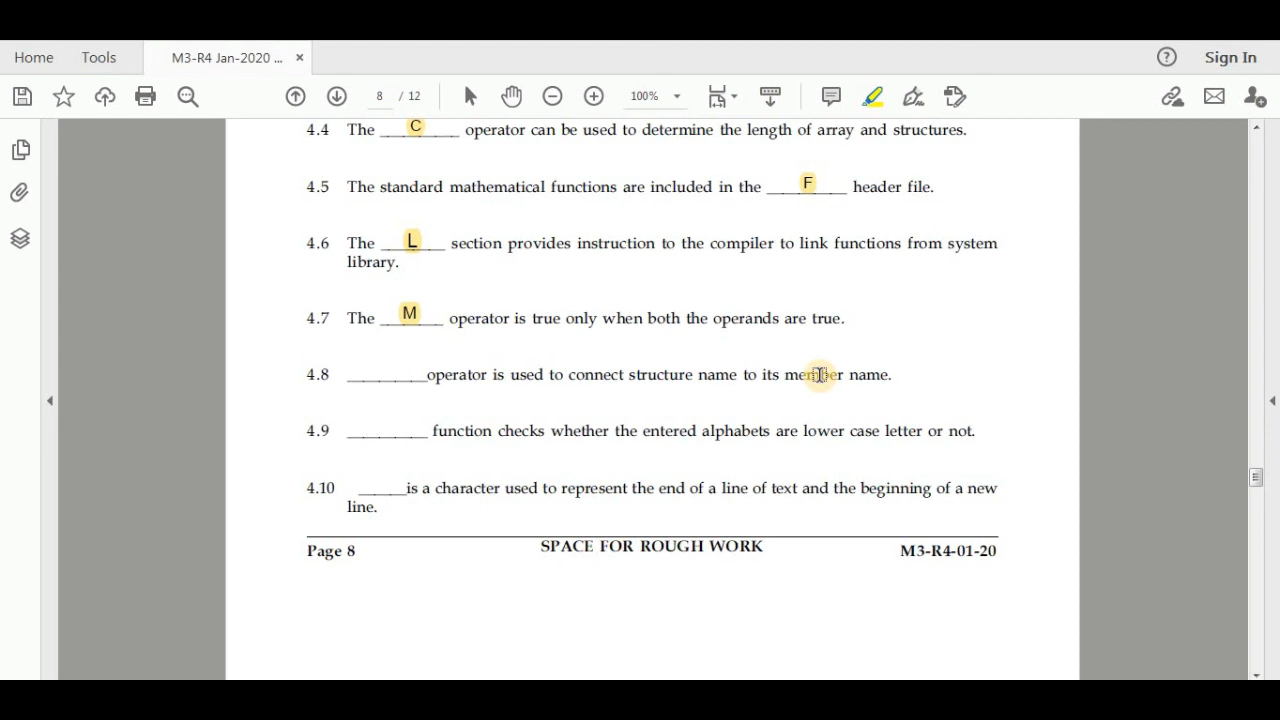 Home Tools M3-R4 Jan-2020 ... × ? Sign In
8 / 12 100%
4.4 The ____C____ operator can be used to determine the length of array and structures.
4.5 The standard mathematical functions are included in the ____F____ header file.
4.6 The ____L____ section provides instruction to the compiler to link functions from system
library.
4.7 The ____M____ operator is true only when both the operands are true.
4.8 __________operator is used to connect structure name to its member name.
4.9 __________ function checks whether the entered alphabets are lower case letter or not.
4.10 ______is a character used to represent the end of a line of text and the beginning of a new
line.
Page 8 SPACE FOR ROUGH WORK M3-R4-01-20